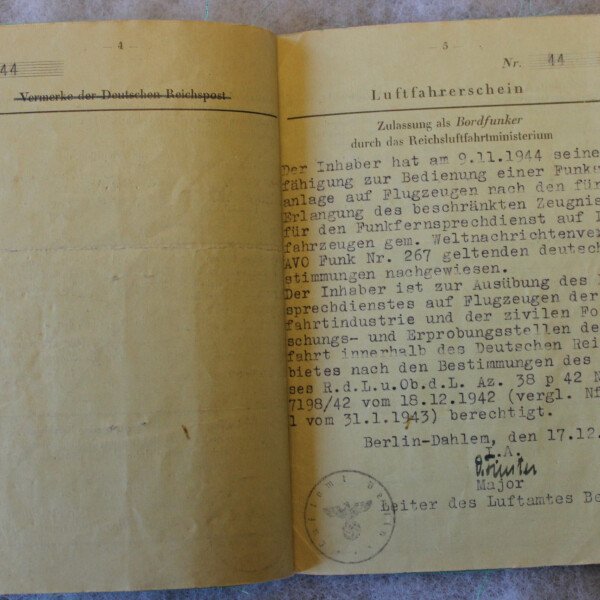 - 4 -
44
Vermerke der Deutschen Reichspost
- 5 -
Nr. 44
Luftfahrerschein
Zulassung als Bordfunker
durch das Reichsluftfahrtministerium
Der Inhaber hat am 9.11.1944 seine
fähigung zur Bedienung einer Funks
anlage auf Flugzeugen nach den für
Erlangung des beschränkten Zeugnis
für den Funkfernsprechdienst auf
fahrzeugen gem. Weltnachrichtenver
AVO Funk Nr. 267 geltenden deutsch
stimmungen nachgewiesen.
Der Inhaber ist zur Ausübung des
sprechdienstes auf Flugzeugen der
fahrtindustrie und der zivilen Fo
schungs- und Erprobungsstellen de
fahrt innerhalb des Deutschen Rei
bietes nach den Bestimmungen des
ses R.d.L.u.Ob.d.L. Az. 38 p 42 N
7198/42 vom 18.12.1942 (vergl. Nf
1 vom 31.1.1943) berechtigt.
Berlin-Dahlem, den 17.12.
I.A.
Major
Leiter des Luftamtes Be
Luftamt Berlin